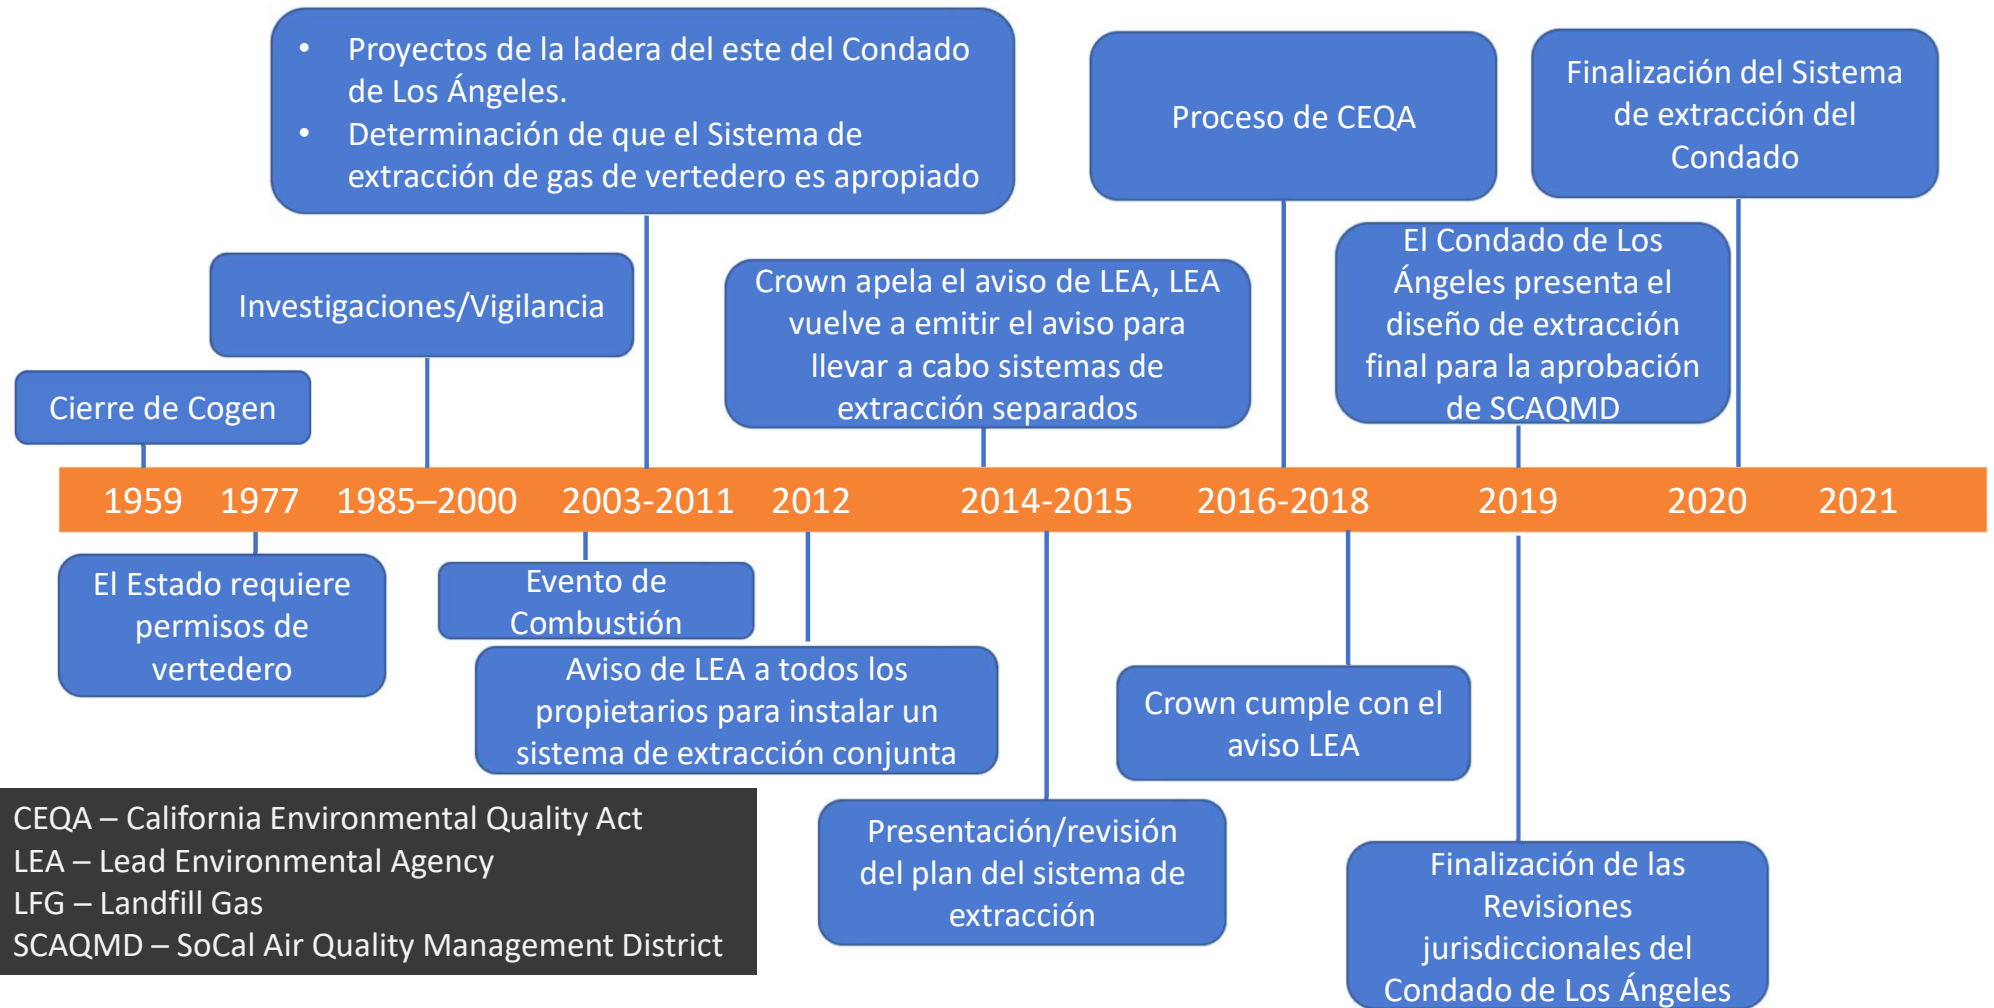 • Proyectos de la ladera del este del Condado
de Los Ángeles.
• Determinación de que el Sistema de
extracción de gas de vertedero es apropiado
Proceso de CEQA
Finalización del Sistema
de extracción del
Condado
Investigaciones/Vigilancia
Crown apela el aviso de LEA, LEA
vuelve a emitir el aviso para
llevar a cabo sistemas de
extracción separados
El Condado de Los
Ángeles presenta el
diseño de extracción
final para la aprobación
de SCAQMD
Cierre de Cogen
1959 1977 1985–2000 2003-2011 2012 2014-2015 2016-2018 2019 2020 2021
El Estado requiere
permisos de
vertedero
Evento de
Combustión
Aviso de LEA a todos los
propietarios para instalar un
sistema de extracción conjunta
Crown cumple con el
aviso LEA
Presentación/revisión
del plan del sistema de
extracción
Finalización de las
Revisiones
jurisdiccionales del
Condado de Los Ángeles
CEQA – California Environmental Quality Act
LEA – Lead Environmental Agency
LFG – Landfill Gas
SCAQMD – SoCal Air Quality Management District